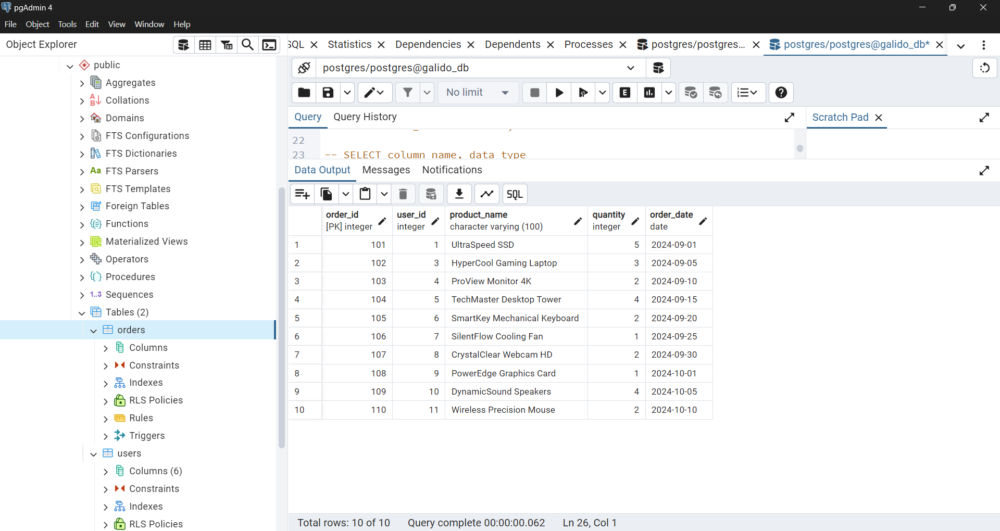 pgAdmin 4
File Object Tools Edit View Window Help
Object Explorer
SQL Statistics Dependencies Dependents Processes postgres/postgres... postgres/postgres@galido_db*
postgres/postgres@galido_db
No limit
E
Query Query History
Scratch Pad
22
23 -- SELECT column_name, data_type
Data Output Messages Notifications
SQL
public
Aggregates
Collations
Domains
FTS Configurations
FTS Dictionaries
Aa FTS Parsers
FTS Templates
Foreign Tables
Functions
Materialized Views
Operators
Procedures
1..3 Sequences
Tables (2)
orders
Columns
Constraints
Indexes
RLS Policies
Rules
Triggers
users
Columns (6)
Constraints
Indexes
RLS Policies
order_id user_id product_name quantity order_date
[PK] integer integer character varying (100) integer date
1 101 1 UltraSpeed SSD 5 2024-09-01
2 102 3 HyperCool Gaming Laptop 3 2024-09-05
3 103 4 ProView Monitor 4K 2 2024-09-10
4 104 5 TechMaster Desktop Tower 4 2024-09-15
5 105 6 SmartKey Mechanical Keyboard 2 2024-09-20
6 106 7 SilentFlow Cooling Fan 1 2024-09-25
7 107 8 CrystalClear Webcam HD 2 2024-09-30
8 108 9 PowerEdge Graphics Card 1 2024-10-01
9 109 10 DynamicSound Speakers 4 2024-10-05
10 110 11 Wireless Precision Mouse 2 2024-10-10
Total rows: 10 of 10 Query complete 00:00:00.062 Ln 26, Col 1